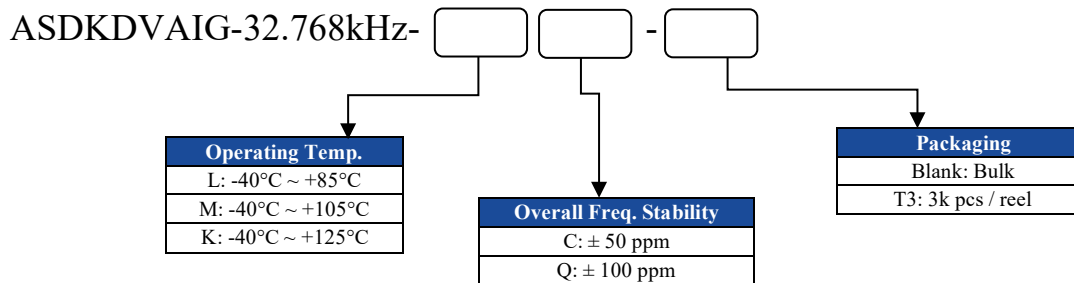 ASDKDVAIG-32.768kHz- -
Operating Temp.
L: -40°C ~ +85°C
M: -40°C ~ +105°C
K: -40°C ~ +125°C
Overall Freq. Stability
C: ± 50 ppm
Q: ± 100 ppm
Packaging
Blank: Bulk
T3: 3k pcs / reel